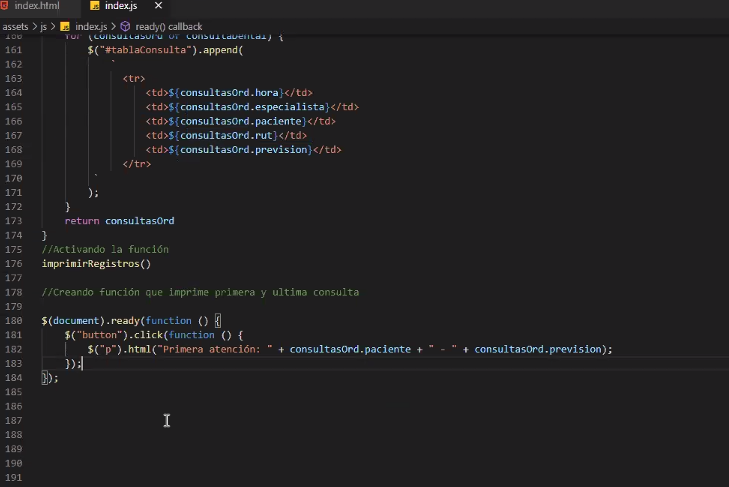 index.html
index.js
assets > js > index.js > ready() callback
160 for (consultasOrd of consultaDental) {
161 $("#tablaConsulta").append(
162 `
163 <tr>
164 <td>${consultasOrd.hora}</td>
165 <td>${consultasOrd.especialista}</td>
166 <td>${consultasOrd.paciente}</td>
167 <td>${consultasOrd.rut}</td>
168 <td>${consultasOrd.prevision}</td>
169 </tr>
170 `
171 );
172 }
173 return consultasOrd
174 }
175 //Activando la función
176 imprimirRegistros()
177
178 //Creando función que imprime primera y ultima consulta
179
180 $(document).ready(function () {
181 $("button").click(function () {
182 $("p").html("Primera atención: " + consultasOrd.paciente + " - " + consultasOrd.prevision);
183 });
184 });
185
186
187
188
189
190
191